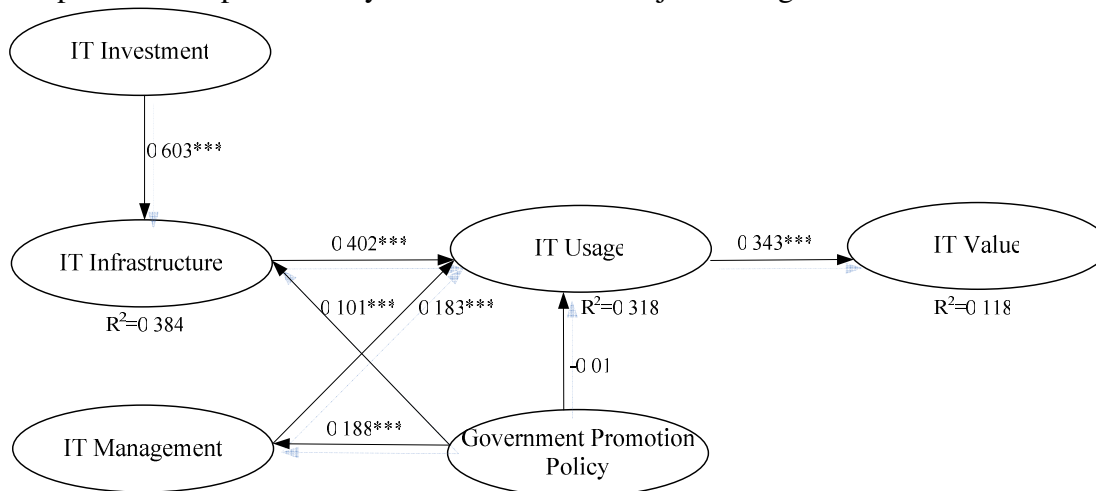 IT Investment
0 603***
IT Infrastructure
R²=0 384
0 402***
IT Usage
R²=0 318
0 343***
IT Value
R²=0 118
0 101***
0 183***
-0 01
IT Management
0 188***
Government Promotion
Policy